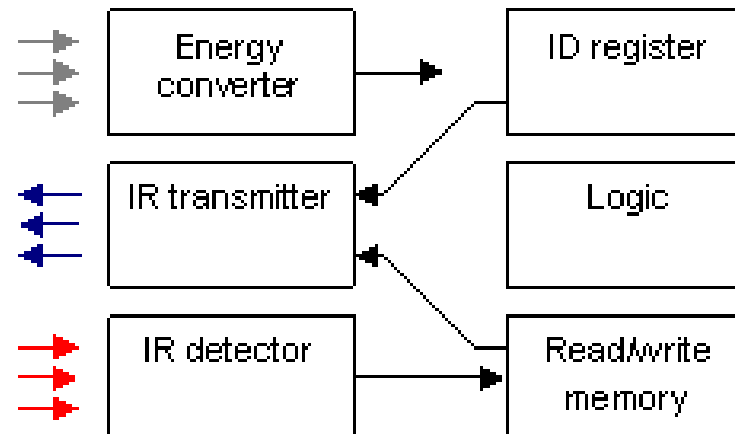 Energy
converter
ID register
IR transmitter
Logic
IR detector
Read/write
memory